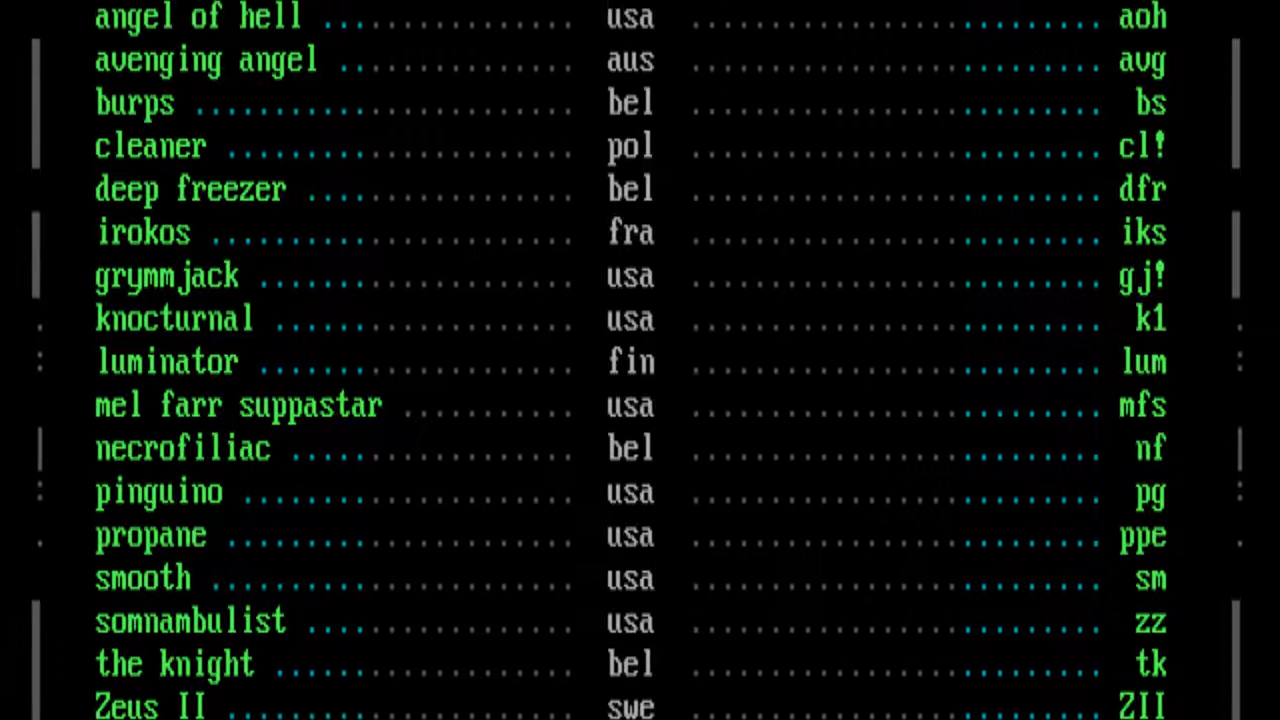 angel of hell ................ usa .......................... aoh
avenging angel ............... aus .......................... avg
burps ........................ bel .......................... bs
cleaner ...................... pol .......................... cl!
deep freezer ................. bel .......................... dfr
irokos ....................... fra .......................... iks
grymmjack .................... usa .......................... gj!
knocturnal ................... usa .......................... k1
luminator .................... fin .......................... lum
mel farr suppastar ........... usa .......................... mfs
necrofiliac .................. bel .......................... nf
pinguino ..................... usa .......................... pg
propane ...................... usa .......................... ppe
smooth ....................... usa .......................... sm
somnambulist ................. usa .......................... zz
the knight ................... bel .......................... tk
Zeus II ...................... swe .......................... ZII